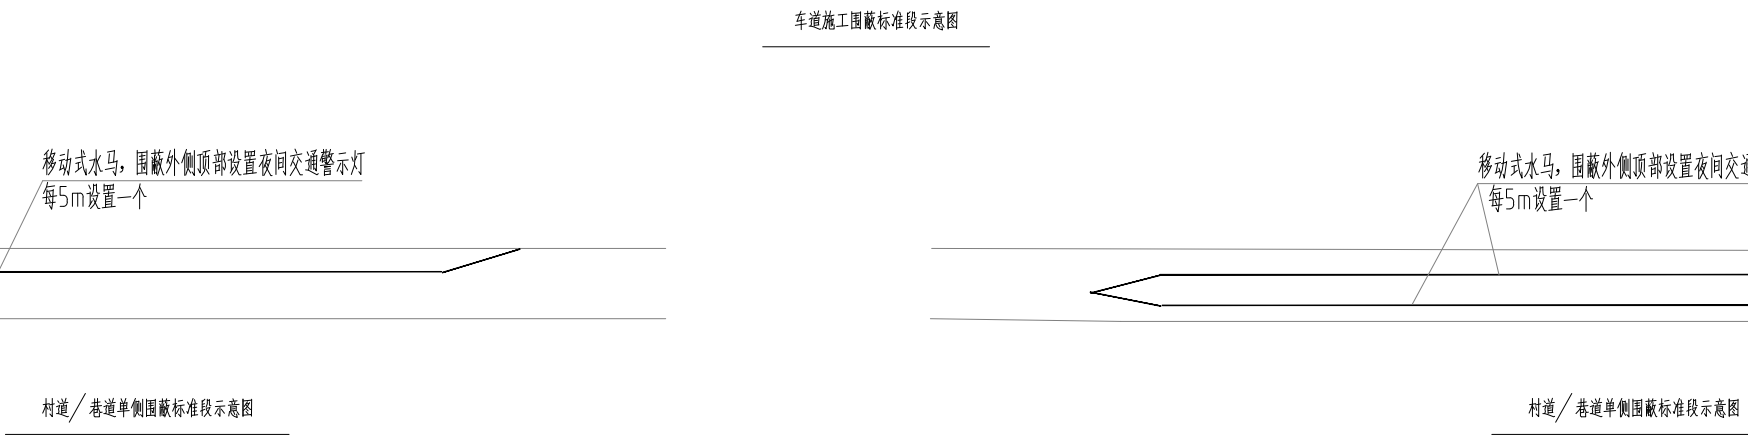 车道施工围蔽标准段示意图
移动式水马，围蔽外侧顶部设置夜间交通警示灯
每5m设置一个
移动式水马，围蔽外侧顶部设置夜间交通
每5m设置一个
村道/巷道单侧围蔽标准段示意图
村道/巷道单侧围蔽标准段示意图